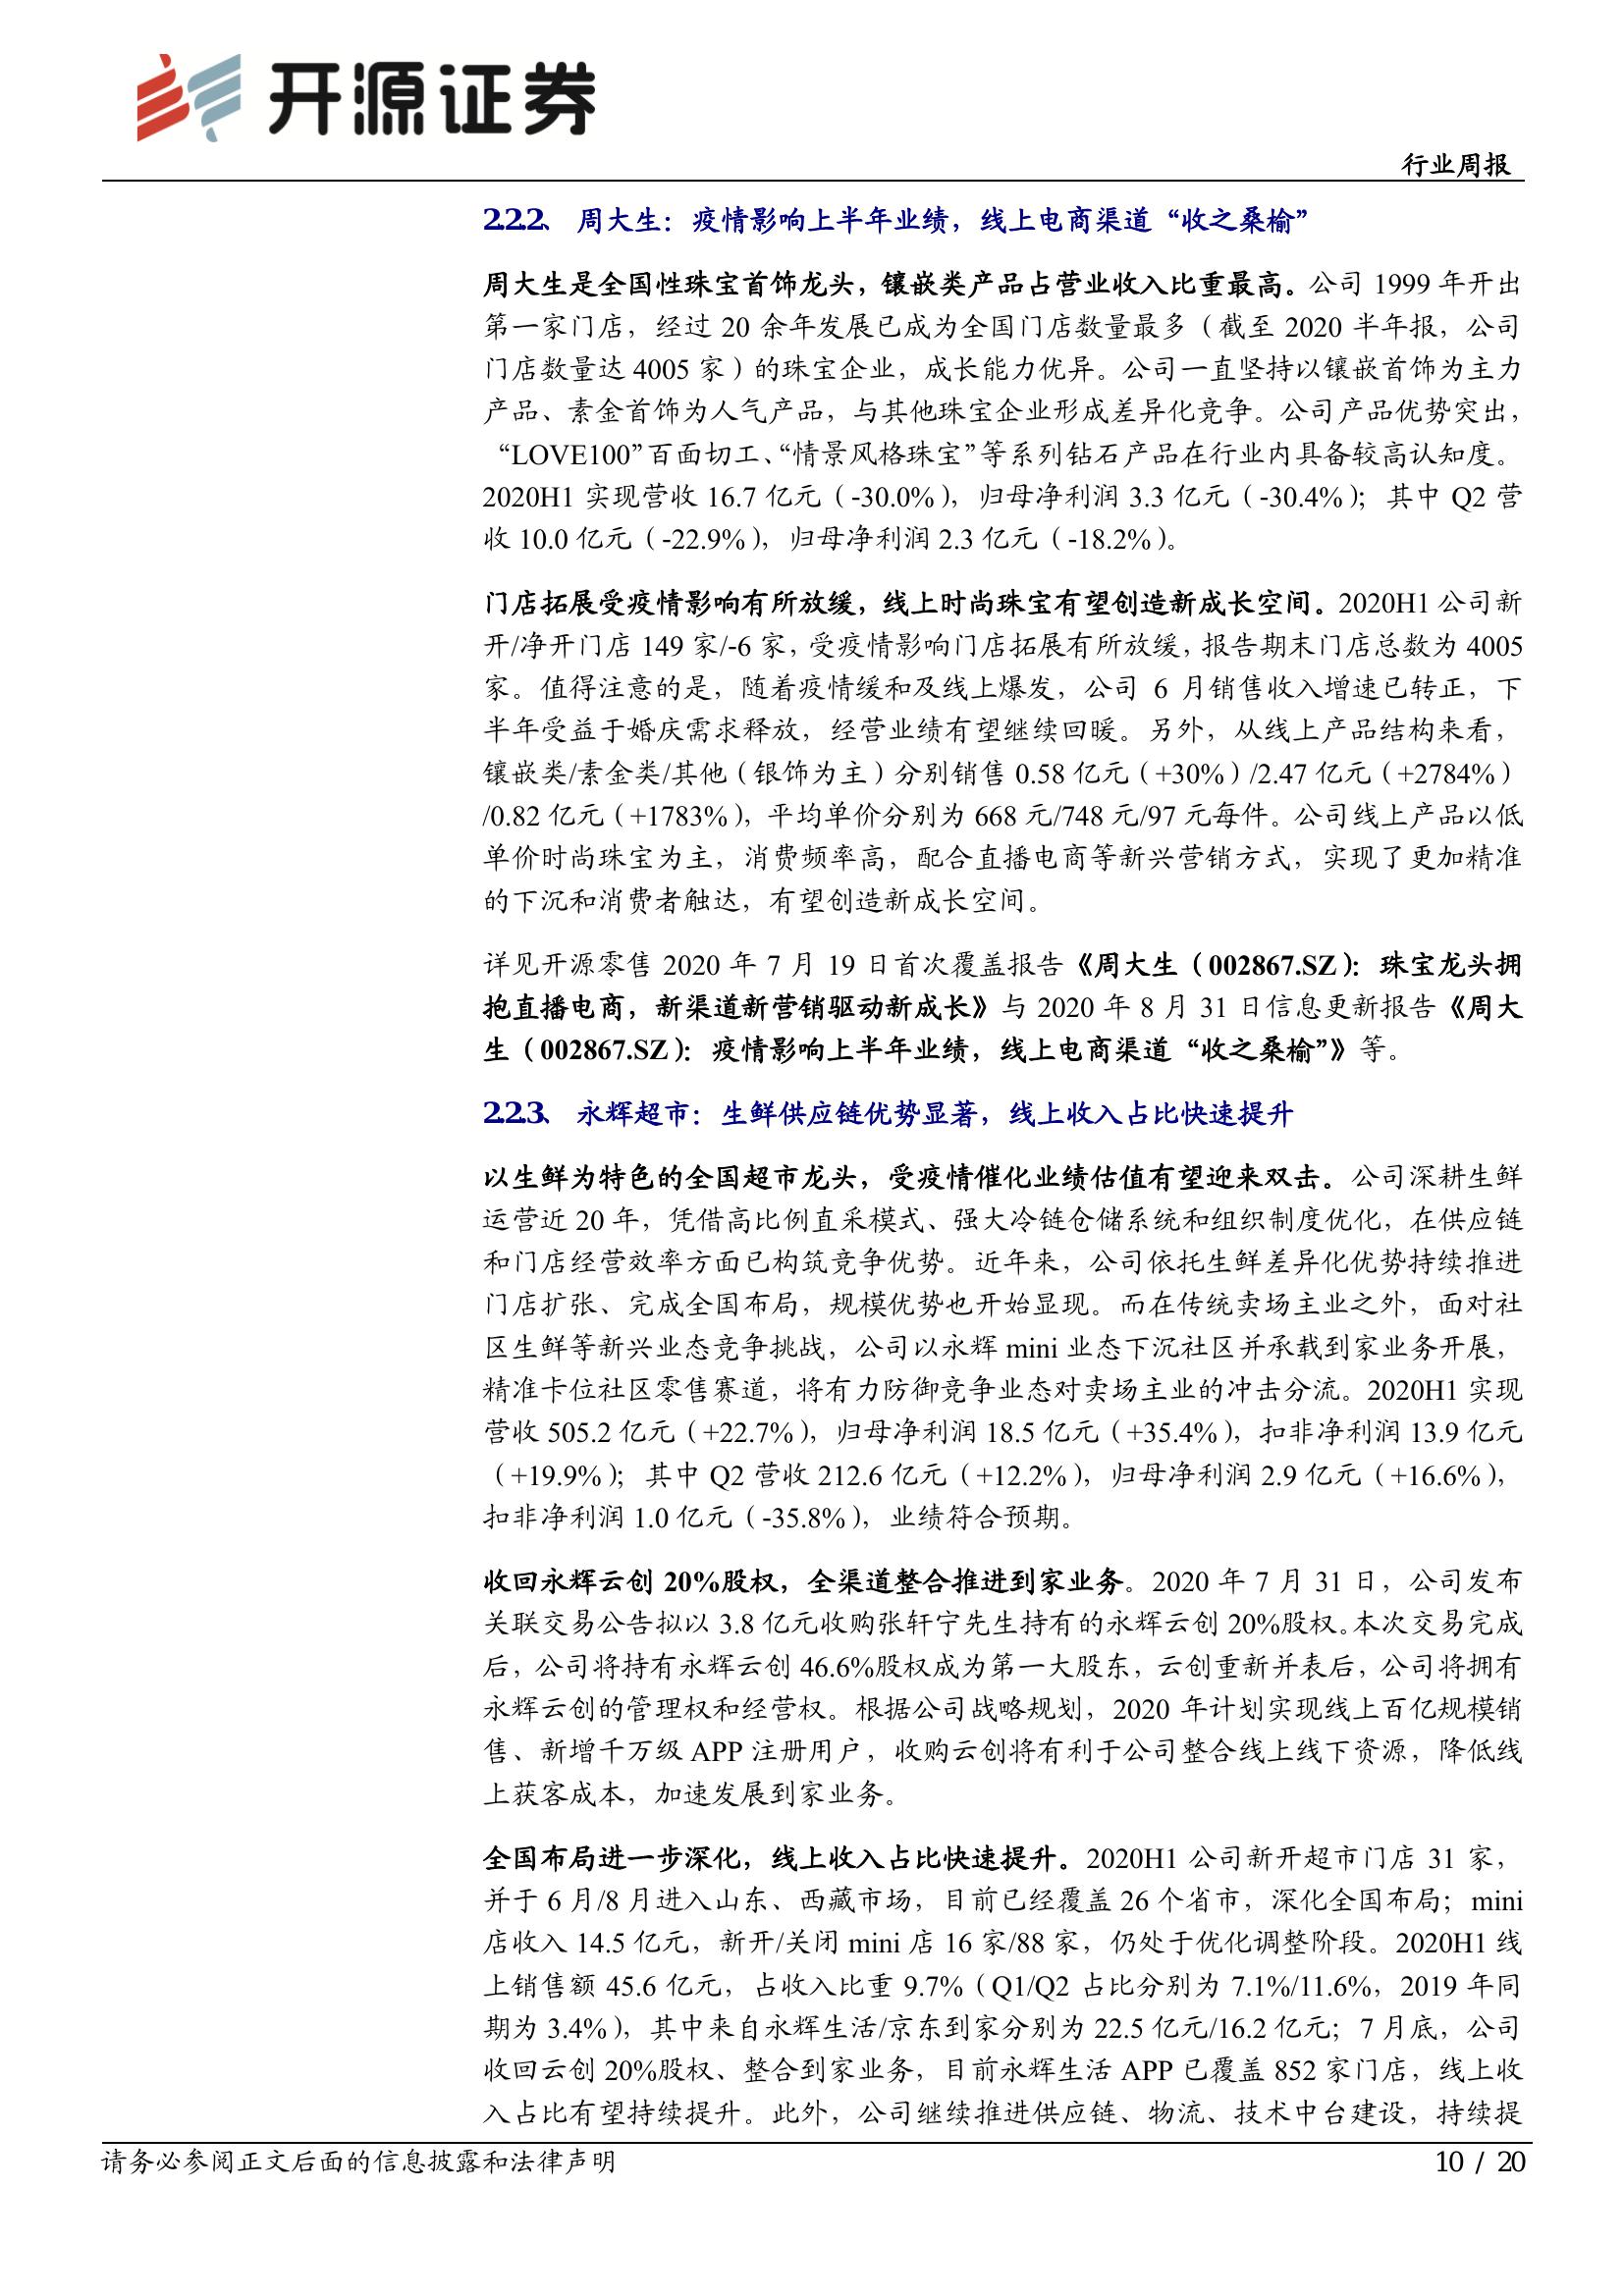 开源证券
行业周报
2.2.2、 周大生：疫情影响上半年业绩，线上电商渠道“收之桑榆”
周大生是全国性珠宝首饰龙头，镶嵌类产品占营业收入比重最高。公司 1999 年开出
第一家门店，经过 20 余年发展已成为全国门店数量最多（截至 2020 半年报，公司
门店数量达 4005 家）的珠宝企业，成长能力优异。公司一直坚持以镶嵌首饰为主力
产品、素金首饰为人气产品，与其他珠宝企业形成差异化竞争。公司产品优势突出，
“LOVE100”百面切工、“情景风格珠宝”等系列钻石产品在行业内具备较高认知度。
2020H1 实现营收 16.7 亿元（-30.0%），归母净利润 3.3 亿元（-30.4%）；其中 Q2 营
收 10.0 亿元（-22.9%），归母净利润 2.3 亿元（-18.2%）。
门店拓展受疫情影响有所放缓，线上时尚珠宝有望创造新成长空间。2020H1 公司新
开/净开门店 149 家/-6 家，受疫情影响门店拓展有所放缓，报告期末门店总数为 4005
家。值得注意的是，随着疫情缓和及线上爆发，公司 6 月销售收入增速已转正，下
半年受益于婚庆需求释放，经营业绩有望继续回暖。另外，从线上产品结构来看，
镶嵌类/素金类/其他（银饰为主）分别销售 0.58 亿元（+30%）/2.47 亿元（+2784%）
/0.82 亿元（+1783%），平均单价分别为 668 元/748 元/97 元每件。公司线上产品以低
单价时尚珠宝为主，消费频率高，配合直播电商等新兴营销方式，实现了更加精准
的下沉和消费者触达，有望创造新成长空间。
详见开源零售 2020 年 7 月 19 日首次覆盖报告《周大生（002867.SZ）：珠宝龙头拥
抱直播电商，新渠道新营销驱动新成长》与 2020 年 8 月 31 日信息更新报告《周大
生（002867.SZ）：疫情影响上半年业绩，线上电商渠道“收之桑榆”》等。
2.2.3、 永辉超市：生鲜供应链优势显著，线上收入占比快速提升
以生鲜为特色的全国超市龙头，受疫情催化业绩估值有望迎来双击。公司深耕生鲜
运营近 20 年，凭借高比例直采模式、强大冷链仓储系统和组织制度优化，在供应链
和门店经营效率方面已构筑竞争优势。近年来，公司依托生鲜差异化优势持续推进
门店扩张、完成全国布局，规模优势也开始显现。而在传统卖场主业之外，面对社
区生鲜等新兴业态竞争挑战，公司以永辉 mini 业态下沉社区并承载到家业务开展，
精准卡位社区零售赛道，将有力防御竞争业态对卖场主业的冲击分流。2020H1 实现
营收 505.2 亿元（+22.7%），归母净利润 18.5 亿元（+35.4%），扣非净利润 13.9 亿元
（+19.9%）；其中 Q2 营收 212.6 亿元（+12.2%），归母净利润 2.9 亿元（+16.6%），
扣非净利润 1.0 亿元（-35.8%），业绩符合预期。
收回永辉云创 20%股权，全渠道整合推进到家业务。2020 年 7 月 31 日，公司发布
关联交易公告拟以 3.8 亿元收购张轩宁先生持有的永辉云创 20%股权。本次交易完成
后，公司将持有永辉云创 46.6%股权成为第一大股东，云创重新并表后，公司将拥有
永辉云创的管理权和经营权。根据公司战略规划，2020 年计划实现线上百亿规模销
售、新增千万级 APP 注册用户，收购云创将有利于公司整合线上线下资源，降低线
上获客成本，加速发展到家业务。
全国布局进一步深化，线上收入占比快速提升。2020H1 公司新开超市门店 31 家，
并于 6 月/8 月进入山东、西藏市场，目前已经覆盖 26 个省市，深化全国布局；mini
店收入 14.5 亿元，新开/关闭 mini 店 16 家/88 家，仍处于优化调整阶段。2020H1 线
上销售额 45.6 亿元，占收入比重 9.7%（Q1/Q2 占比分别为 7.1%/11.6%，2019 年同
期为 3.4%），其中来自永辉生活/京东到家分别为 22.5 亿元/16.2 亿元；7 月底，公司
收回云创 20%股权、整合到家业务，目前永辉生活 APP 已覆盖 852 家门店，线上收
入占比有望持续提升。此外，公司继续推进供应链、物流、技术中台建设，持续提
请务必参阅正文后面的信息披露和法律声明
10 / 20